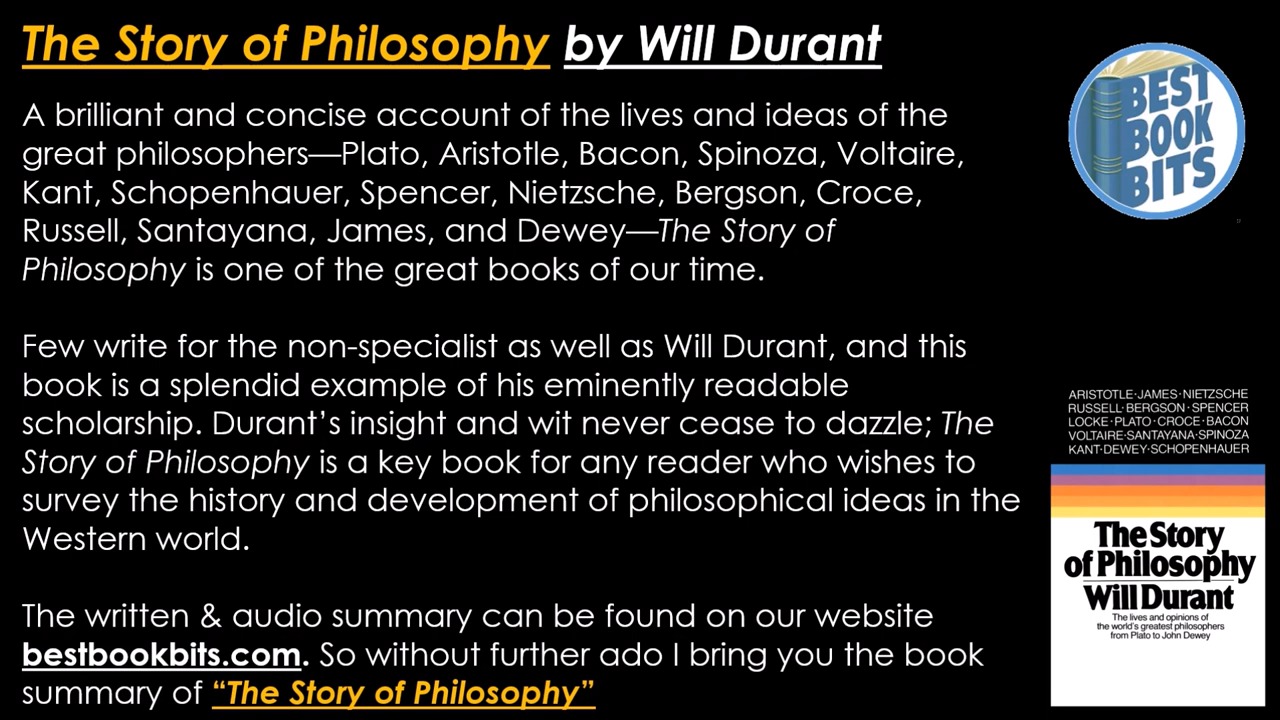 The Story of Philosophy by Will Durant
A brilliant and concise account of the lives and ideas of the
great philosophers—Plato, Aristotle, Bacon, Spinoza, Voltaire,
Kant, Schopenhauer, Spencer, Nietzsche, Bergson, Croce,
Russell, Santayana, James, and Dewey—The Story of
Philosophy is one of the great books of our time.
Few write for the non-specialist as well as Will Durant, and this
book is a splendid example of his eminently readable
scholarship. Durant’s insight and wit never cease to dazzle; The
Story of Philosophy is a key book for any reader who wishes to
survey the history and development of philosophical ideas in the
Western world.
The written & audio summary can be found on our website
bestbookbits.com. So without further ado I bring you the book
summary of “The Story of Philosophy”
BEST
BOOK
BITS
ARISTOTLE·JAMES·NIETZSCHE
RUSSELL·BERGSON·SPENCER
LOCKE·PLATO·CROCE·BACON
VOLTAIRE·SANTAYANA·SPINOZA
KANT·DEWEY·SCHOPENHAUER
The Story
of Philosophy
Will Durant
The lives and opinions of
the world's greatest philosophers
from Plato to John Dewey